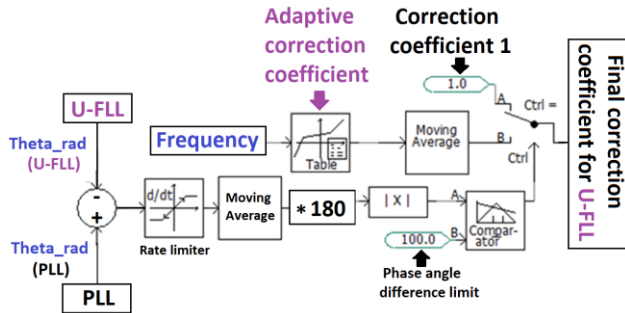 Adaptive
correction
coefficient
Correction
coefficient 1
1.0
A
Ctrl =
B
Ctrl
Final correction
coefficient for U-FLL
U-FLL
Theta_rad
(U-FLL)
Frequency
Table
Moving
Average
-
+
d/dt
Rate limiter
Moving
Average
* 180
| X |
A
B
Compar-
ator
100.0
Phase angle
difference limit
Theta_rad
(PLL)
PLL